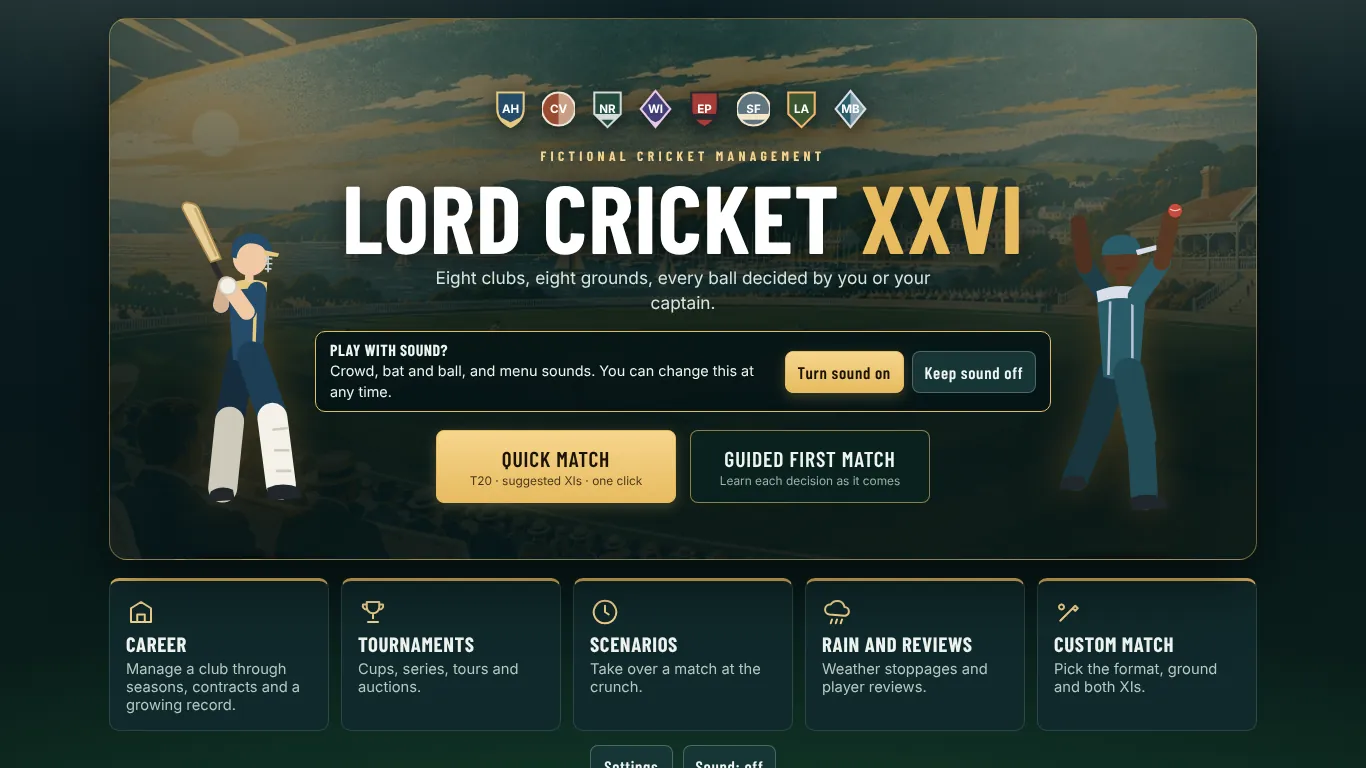 AH CV NR WI EP SF LA MB
FICTIONAL CRICKET MANAGEMENT
LORD CRICKET XXVI
Eight clubs, eight grounds, every ball decided by you or your
captain.
PLAY WITH SOUND?
Crowd, bat and ball, and menu sounds. You can change this at
any time.
Turn sound on
Keep sound off
QUICK MATCH
T20 · suggested XIs · one click
GUIDED FIRST MATCH
Learn each decision as it comes
CAREER
Manage a club through
seasons, contracts and a
growing record.
TOURNAMENTS
Cups, series, tours and
auctions.
SCENARIOS
Take over a match at the
crunch.
RAIN AND REVIEWS
Weather stoppages and
player reviews.
CUSTOM MATCH
Pick the format, ground
and both XIs.
Settings
Sound: off